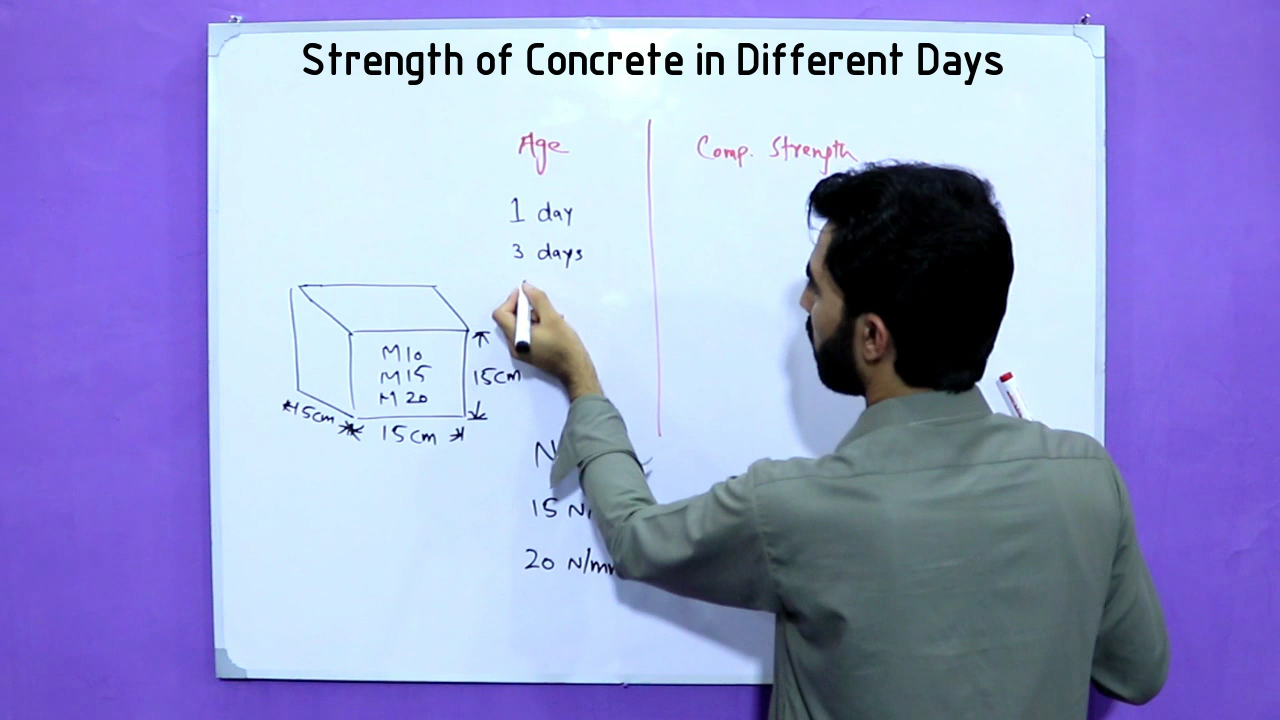 Strength of Concrete in Different Days
Age
Comp. Strength
1 day
3 days
M10
M15
M20
15cm
15cm
15cm
15
20 N/mm